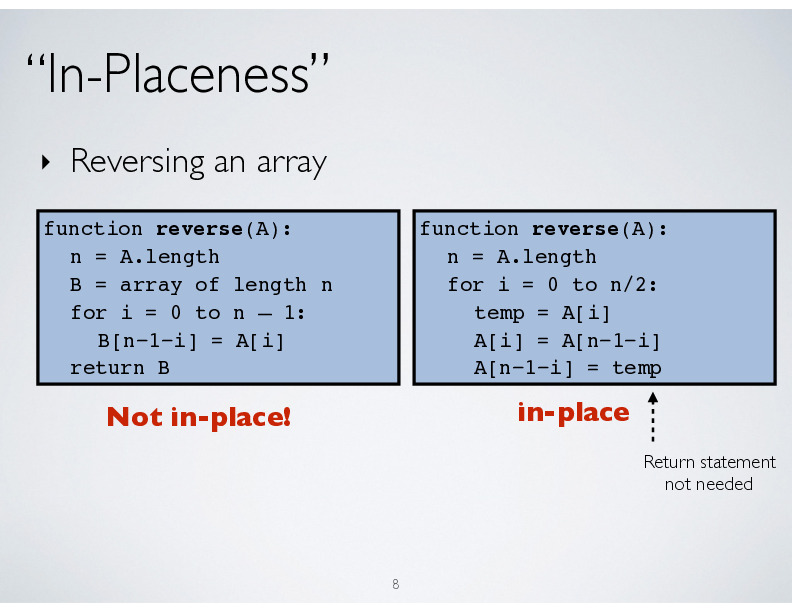 “In-Placeness”
‣ Reversing an array
function reverse(A):
n = A.length
B = array of length n
for i = 0 to n – 1:
B[n-1-i] = A[i]
return B
Not in-place!
function reverse(A):
n = A.length
for i = 0 to n/2:
temp = A[i]
A[i] = A[n-1-i]
A[n-1-i] = temp
in-place
Return statement
not needed
8